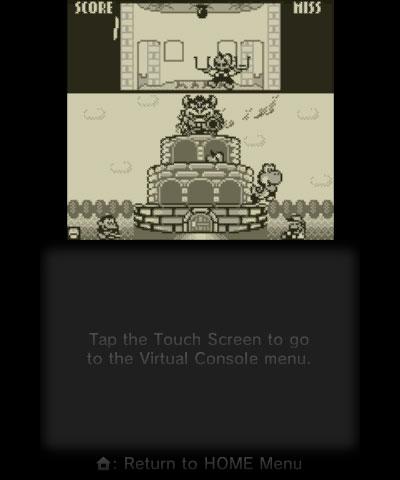 SCORE
MISS
Tap the Touch Screen to go
to the Virtual Console menu.
: Return to HOME Menu